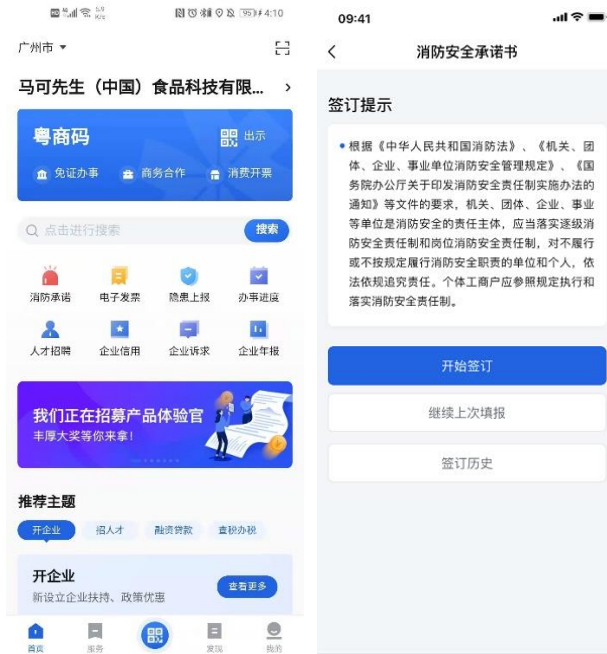 4:10
广州市
马可先生（中国）食品科技有限...
粤商码
出示
免证办事 商务合作 消费开票
点击进行搜索 搜索
消防承诺 电子发票 隐患上报 办事进度
人才招聘 企业信用 企业诉求 企业年报
我们正在招募产品体验官
丰厚大奖等你来拿！
推荐主题
开企业 招人才 融资贷款 查税办税
开企业
新设立企业扶持、政策优惠
查看更多
首页 服务 发现 我的
09:41
消防安全承诺书
签订提示
根据《中华人民共和国消防法》、《机关、团
体、企业、事业单位消防安全管理规定》、《国
务院办公厅关于印发消防安全责任制实施办法的
通知》等文件的要求，机关、团体、企业、事业
等单位是消防安全的责任主体，应当落实逐级消
防安全责任制和岗位消防安全责任制，对不履行
或不按规定履行消防安全职责的单位和个人，依
法依规追究责任。个体工商户应参照规定执行和
落实消防安全责任制。
开始签订
继续上次填报
签订历史